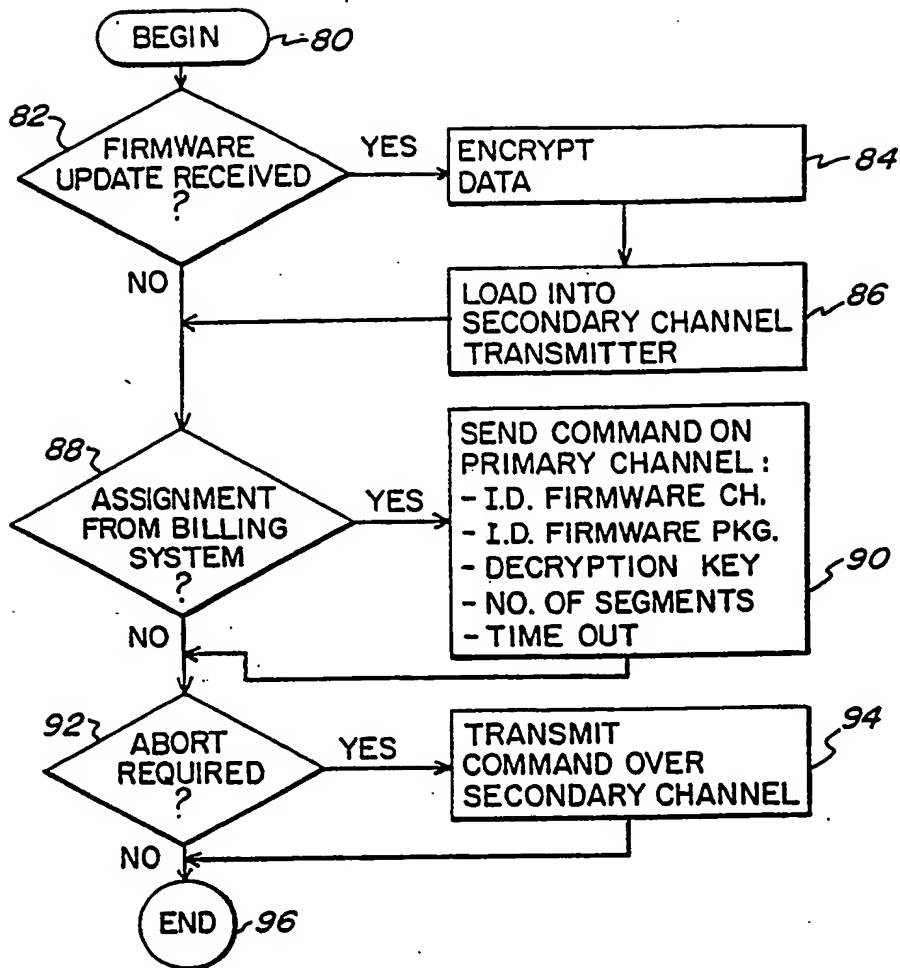 BEGIN
80
82
FIRMWARE
UPDATE RECEIVED
?
YES
ENCRYPT
DATA
84
NO
LOAD INTO
SECONDARY CHANNEL
TRANSMITTER
86
88
ASSIGNMENT
FROM BILLING
SYSTEM
?
YES
SEND COMMAND ON
PRIMARY CHANNEL:
- I.D. FIRMWARE CH.
- I.D. FIRMWARE PKG.
- DECRYPTION KEY
- NO. OF SEGMENTS
- TIME OUT
90
NO
92
ABORT
REQUIRED
?
YES
TRANSMIT
COMMAND OVER
SECONDARY CHANNEL
94
NO
END
96